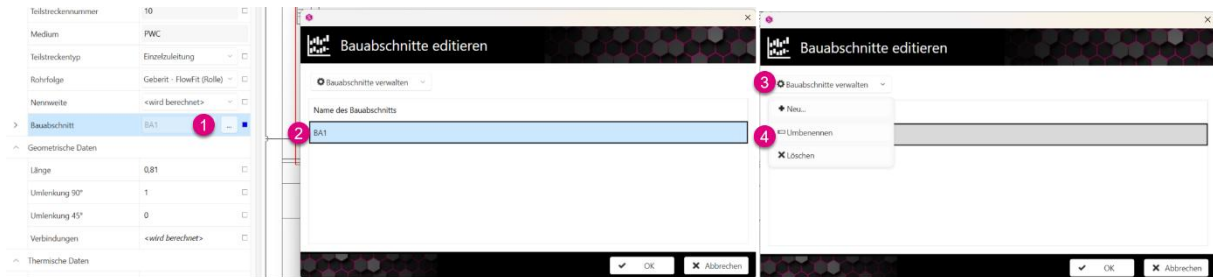 Teilstreckennummer 10
Medium PWC
Teilstreckentyp Einzelzuleitung
Rohrfolge Geberit - FlowFit (Rolle)
Nennweite <wird berechnet>
Bauabschnitt BA1 1 ...
Geometrische Daten
Länge 0,81
Umlenkung 90° 1
Umlenkung 45° 0
Verbindungen <wird berechnet>
Thermische Daten
Bauabschnitte editieren
Bauabschnitte verwalten
Name des Bauabschnitts
2 BA1
OK Abbrechen
Bauabschnitte editieren
3 Bauabschnitte verwalten
Neu...
4 Umbenennen
Löschen
OK Abbrechen